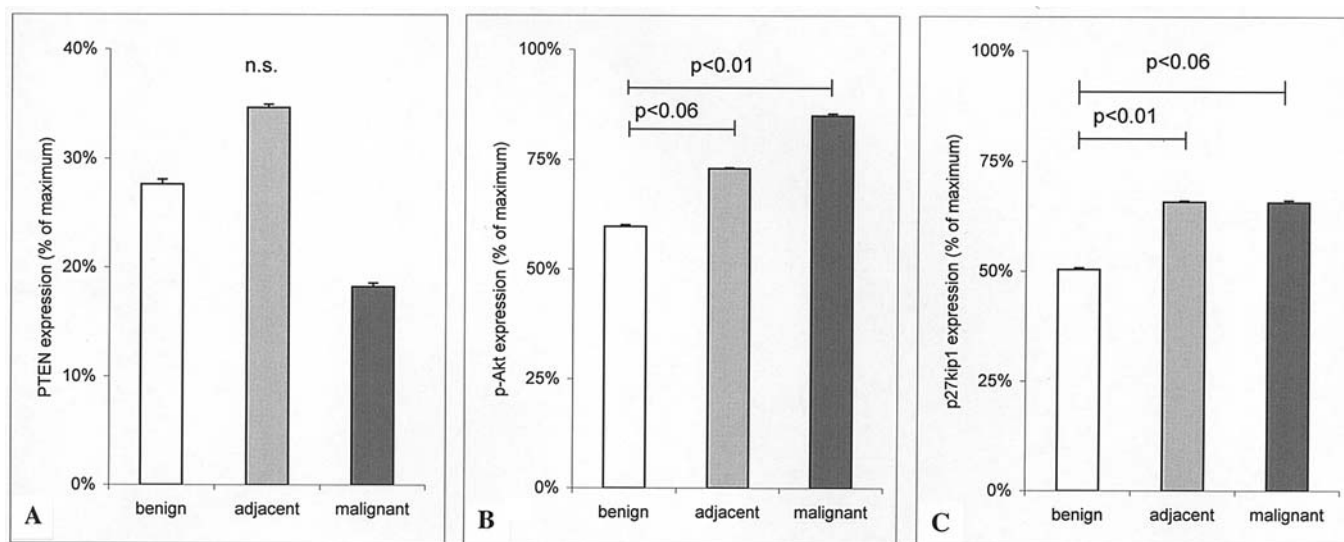 PTEN expression (% of maximum)
40%
30%
20%
10%
0%
n.s.
benign adjacent malignant
A
p-Akt expression (% of maximum)
100%
75%
50%
25%
0%
p<0.01
p<0.06
benign adjacent malignant
B
p27kip1 expression (% of maximum)
100%
75%
50%
25%
0%
p<0.06
p<0.01
benign adjacent malignant
C